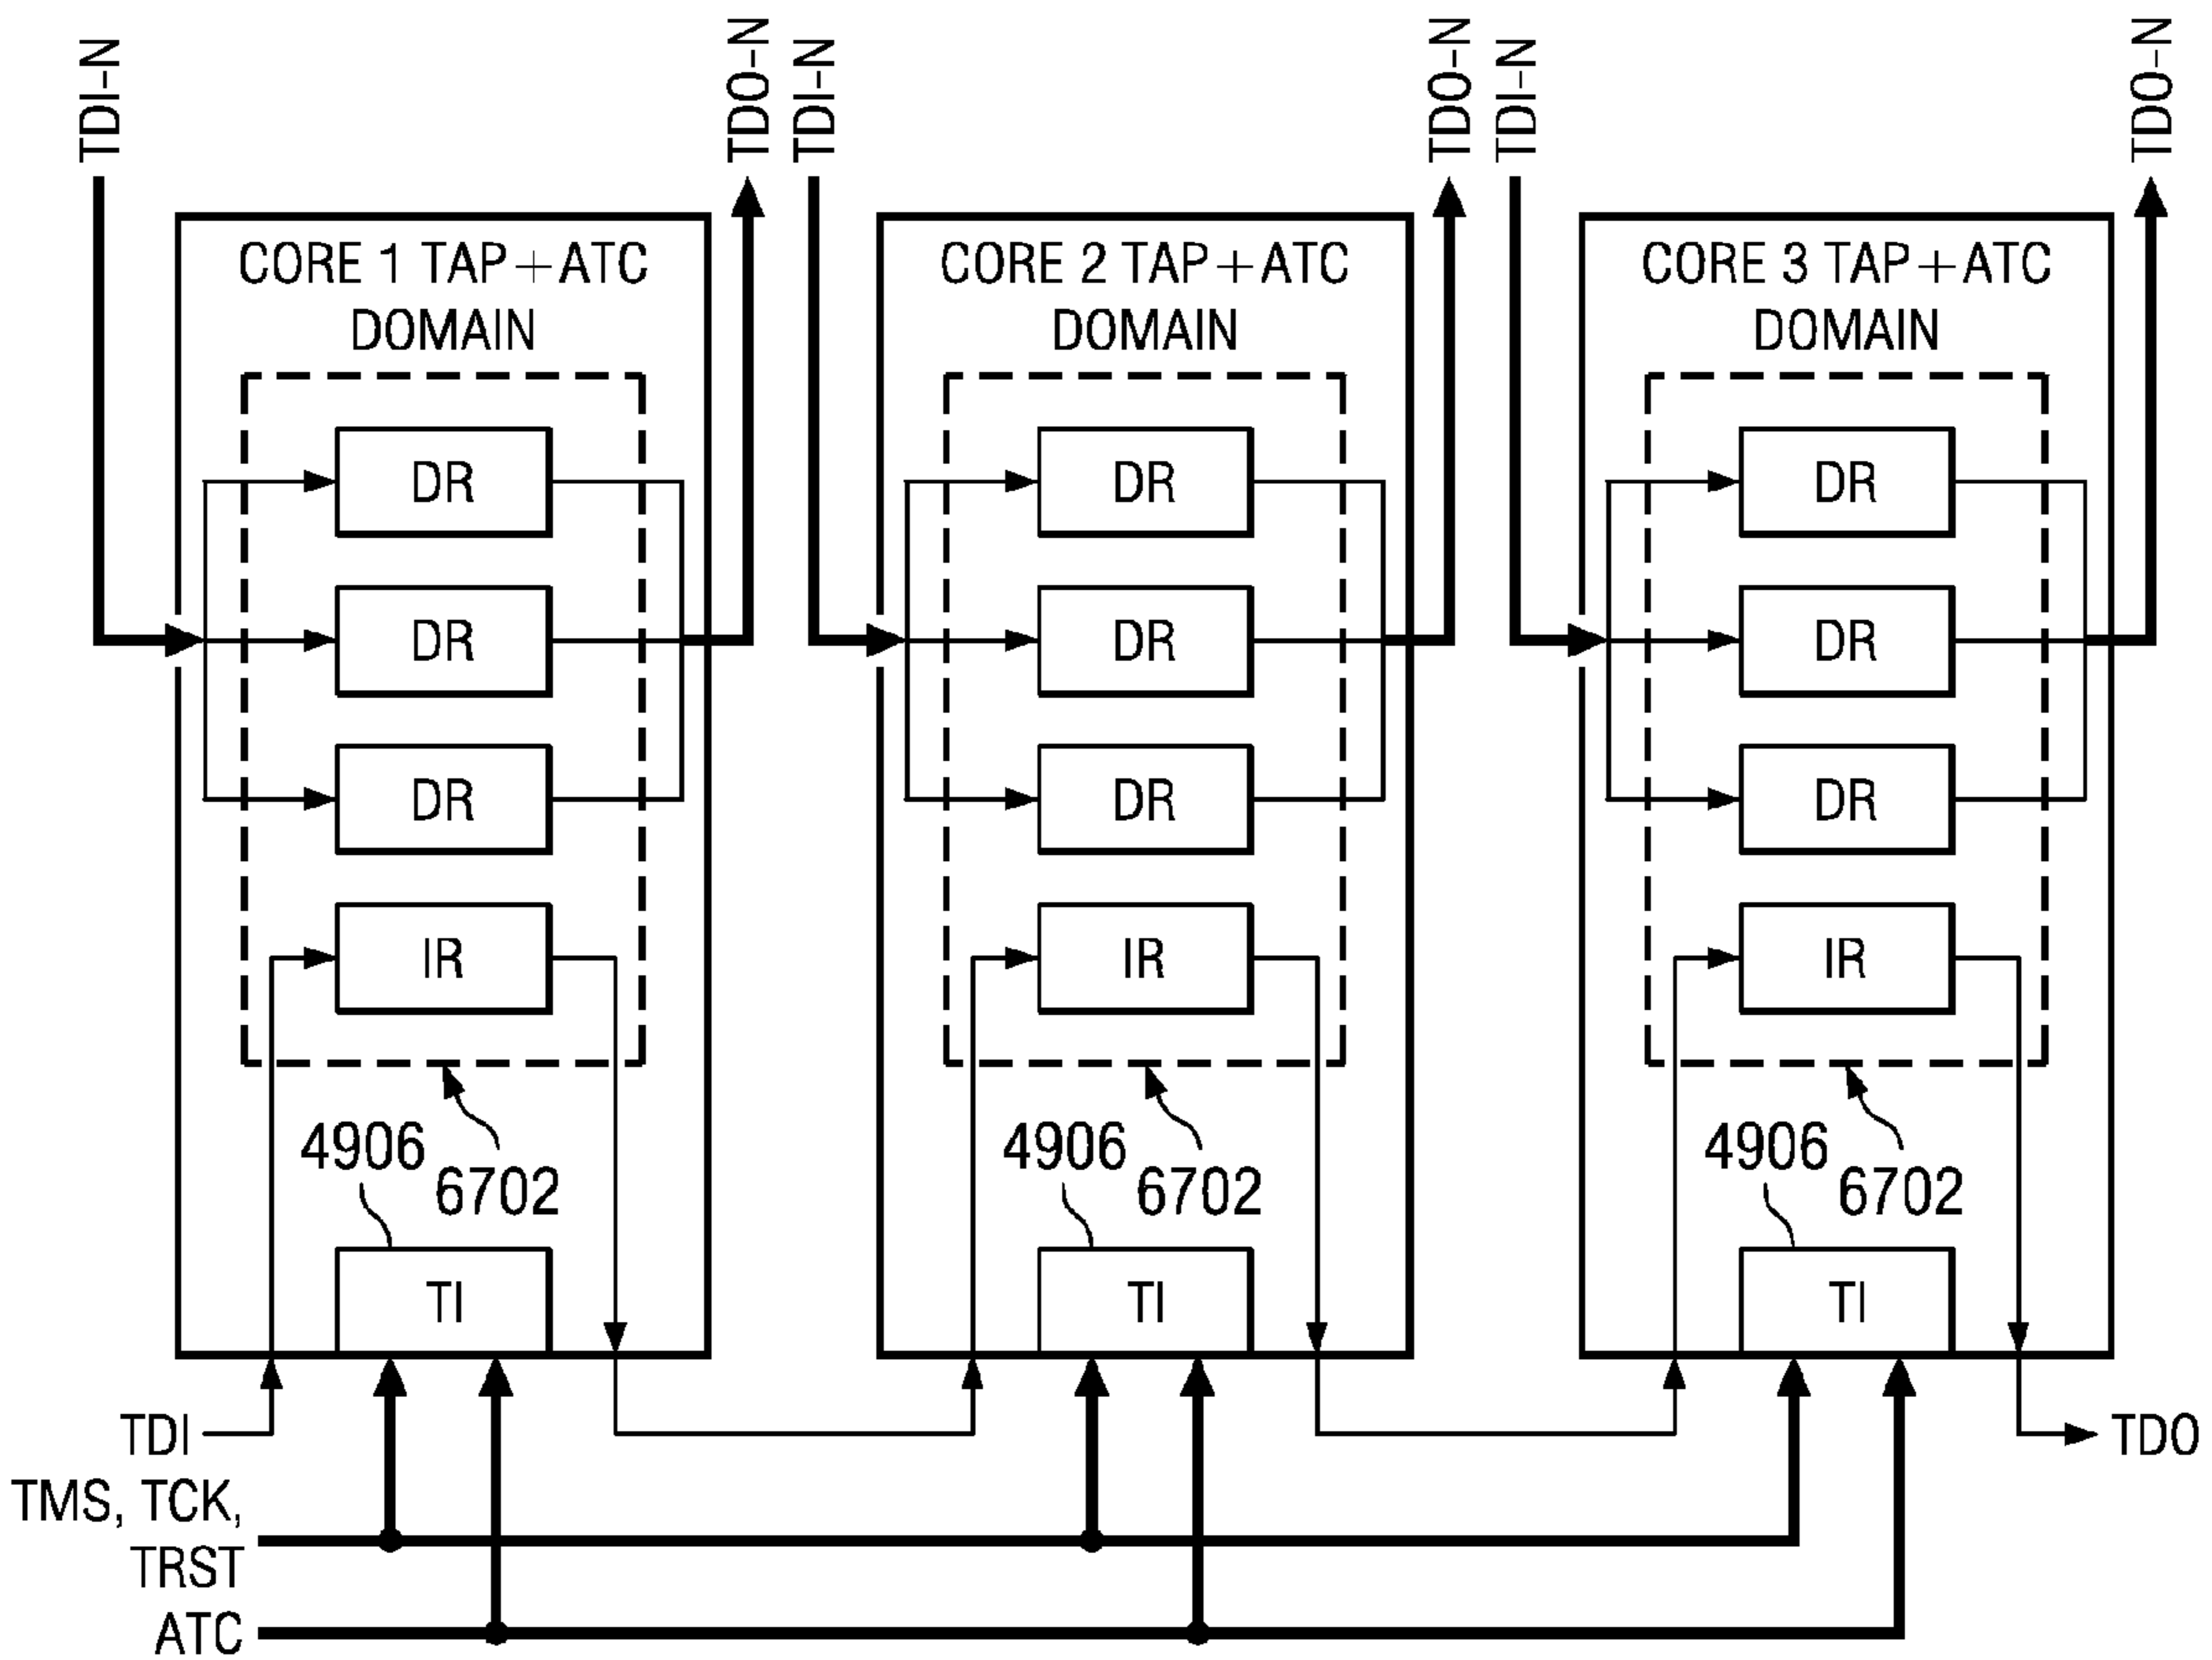 TDI-N
TDO-N
TDI-N
TDO-N
TDI-N
TDO-N
CORE 1 TAP+ATC
DOMAIN
DR
DR
DR
IR
4906
6702
TI
CORE 2 TAP+ATC
DOMAIN
DR
DR
DR
IR
4906
6702
TI
CORE 3 TAP+ATC
DOMAIN
DR
DR
DR
IR
4906
6702
TI
TDI
TDO
TMS, TCK,
TRST
ATC